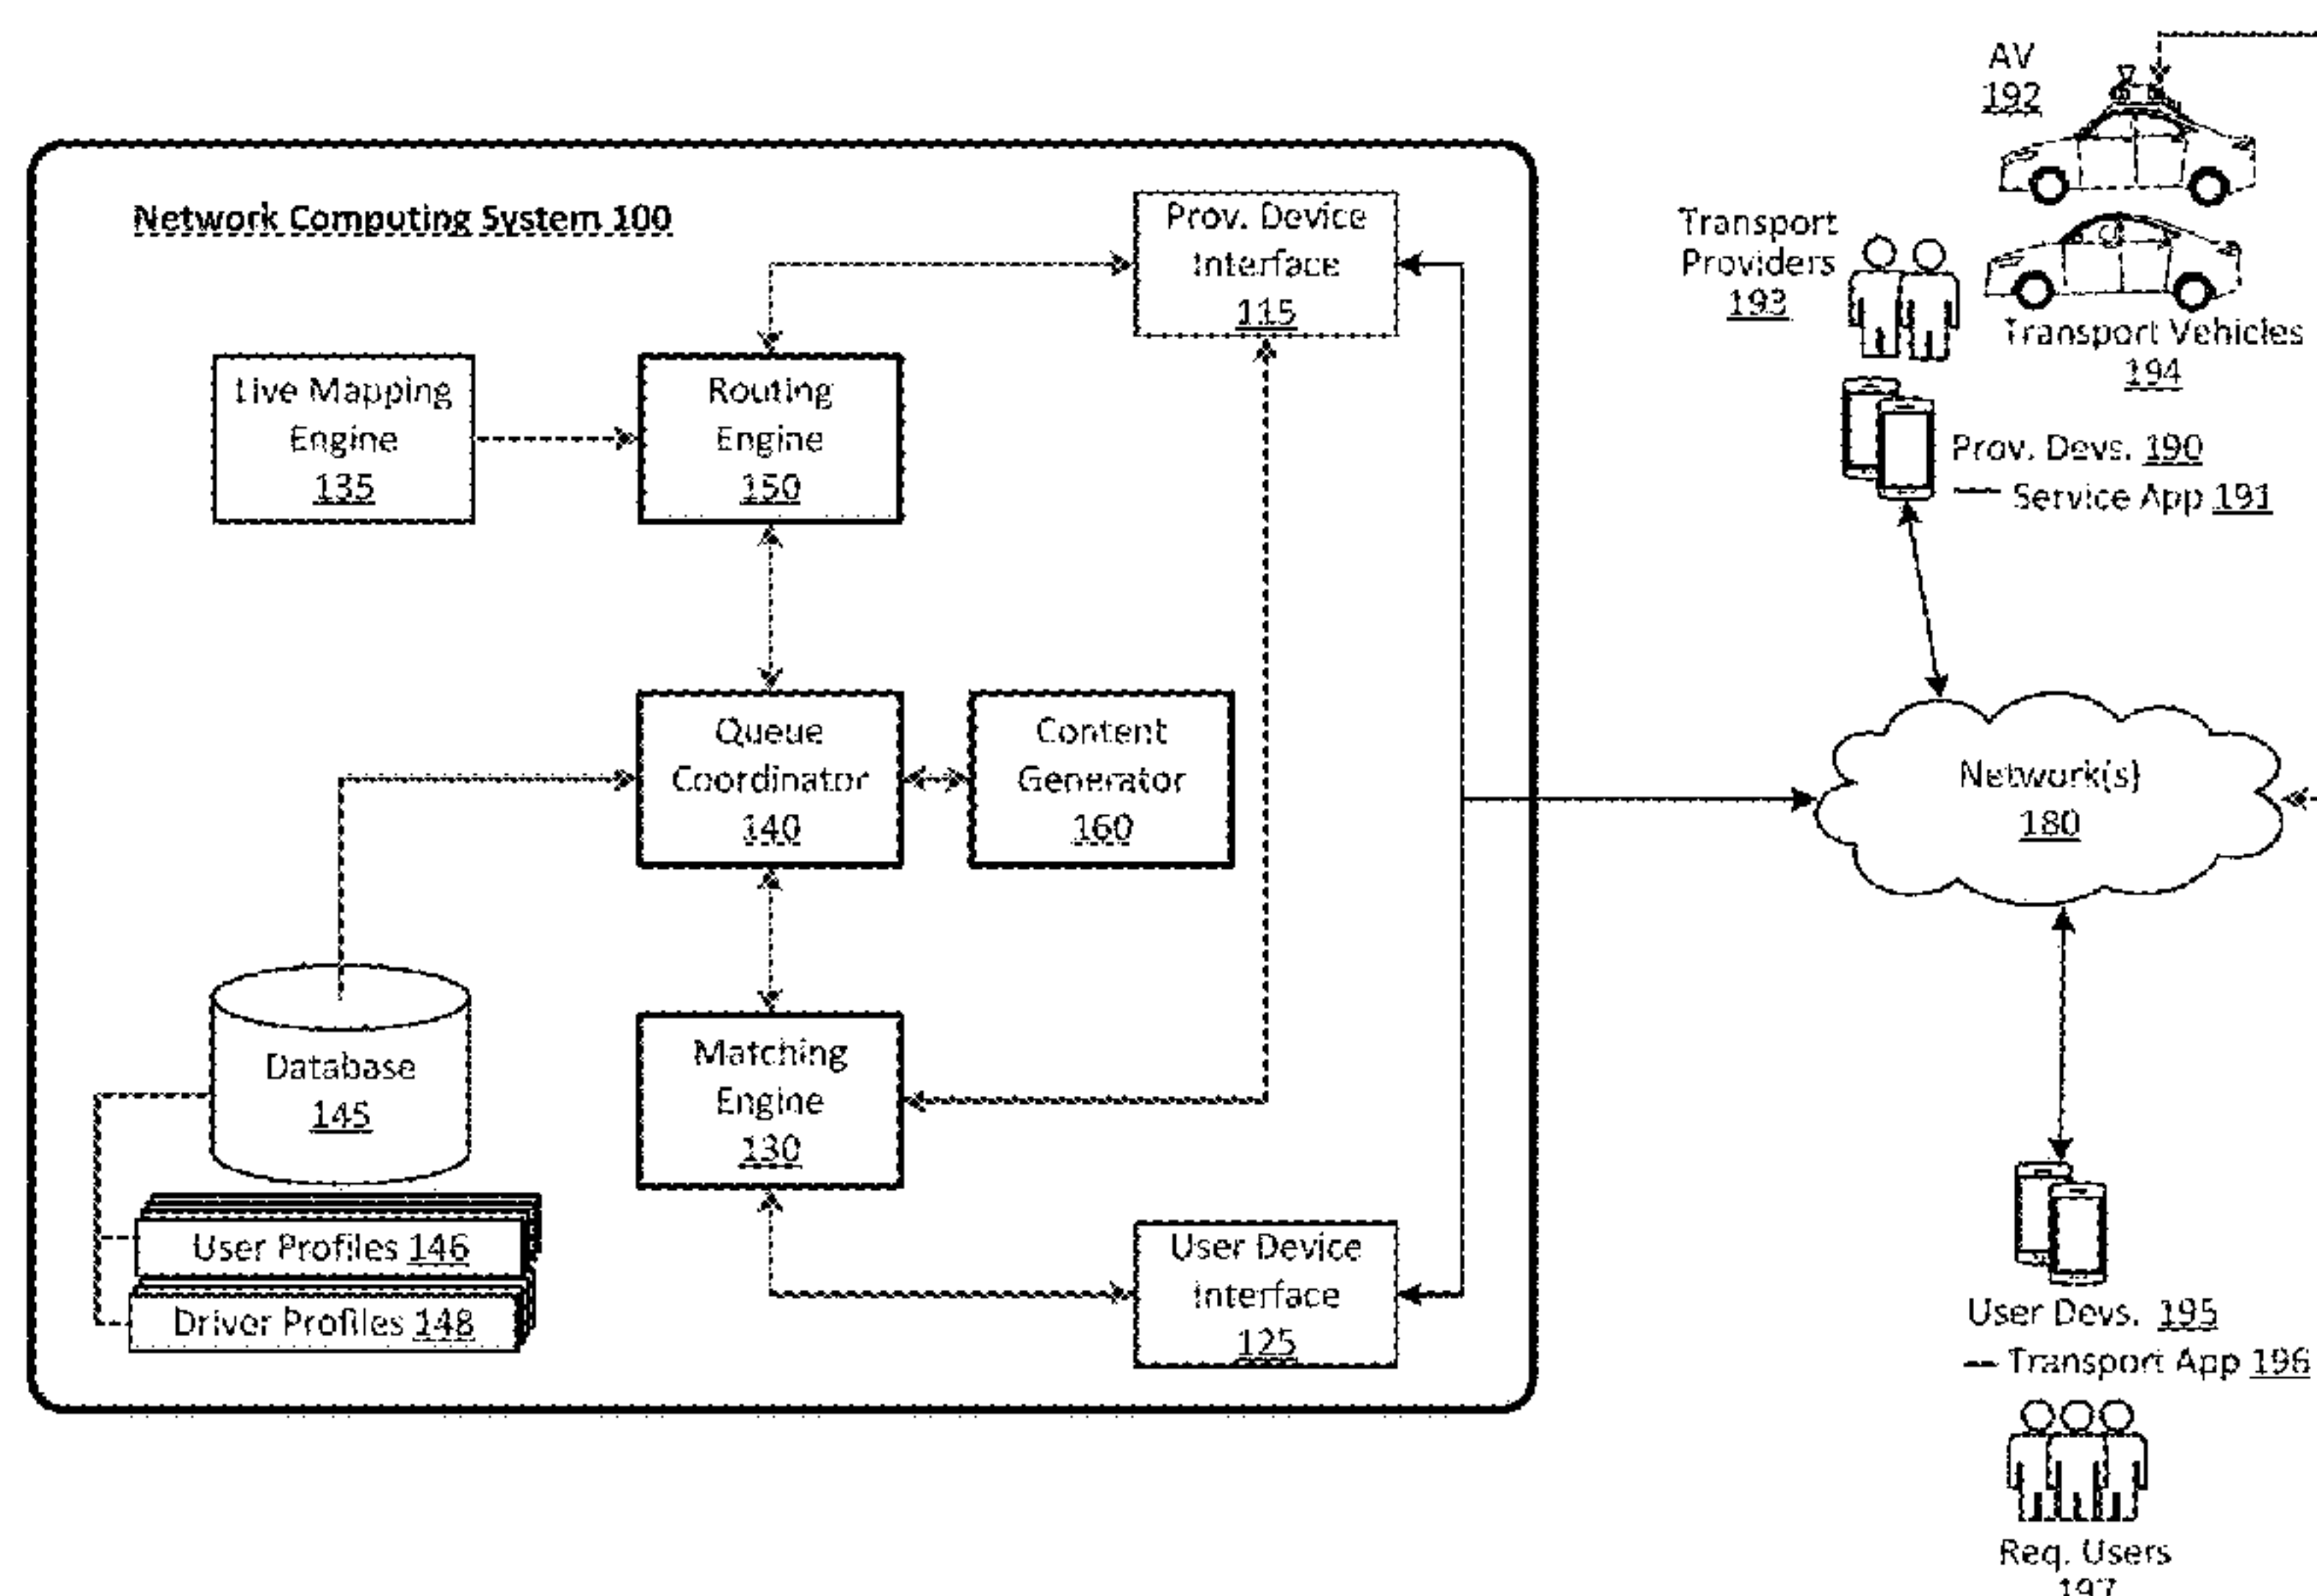 Network Computing System 100
Prov. Device
Interface
115
Live Mapping
Engine
135
Routing
Engine
150
Queue
Coordinator
140
Content
Generator
160
Database
145
Matching
Engine
130
User Profiles 146
Driver Profiles 148
User Device
Interface
125
AV
192
Transport
Providers
193
Transport Vehicles
194
Prov. Devs. 190
— Service App 191
Network(s)
180
User Devs. 195
— Transport App 196
Req. Users
197